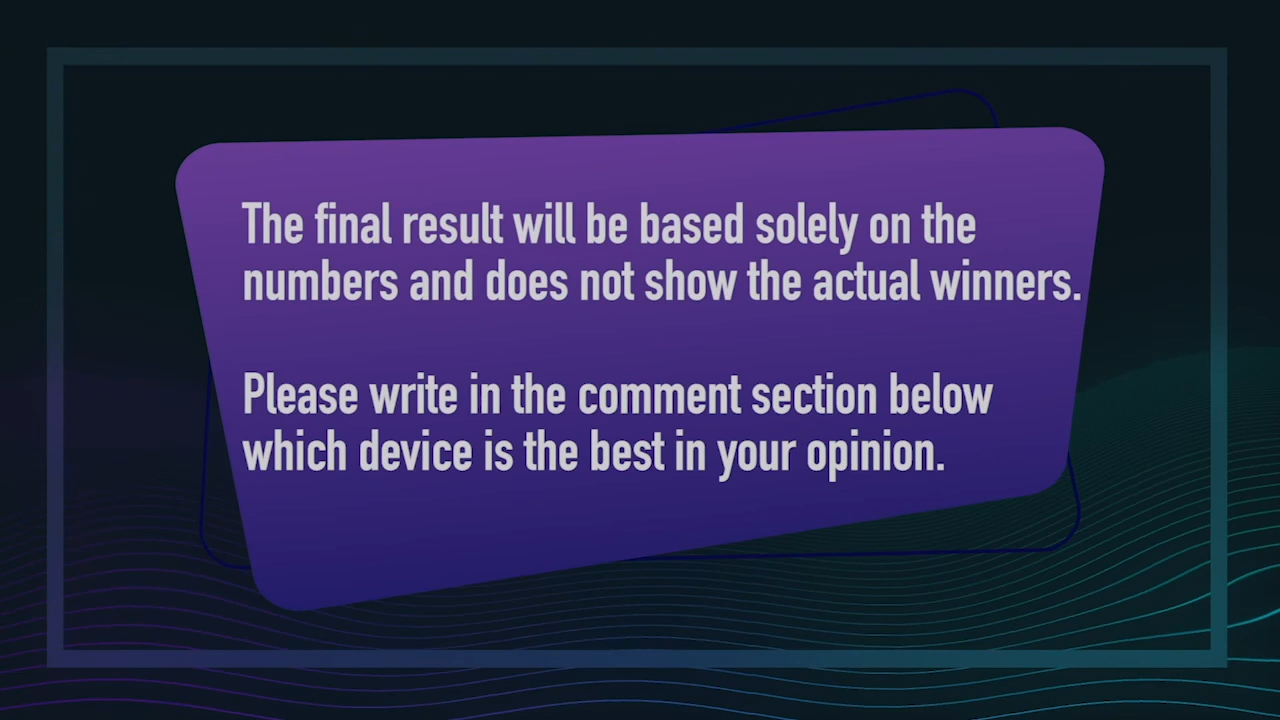 The final result will be based solely on the
numbers and does not show the actual winners.
Please write in the comment section below
which device is the best in your opinion.